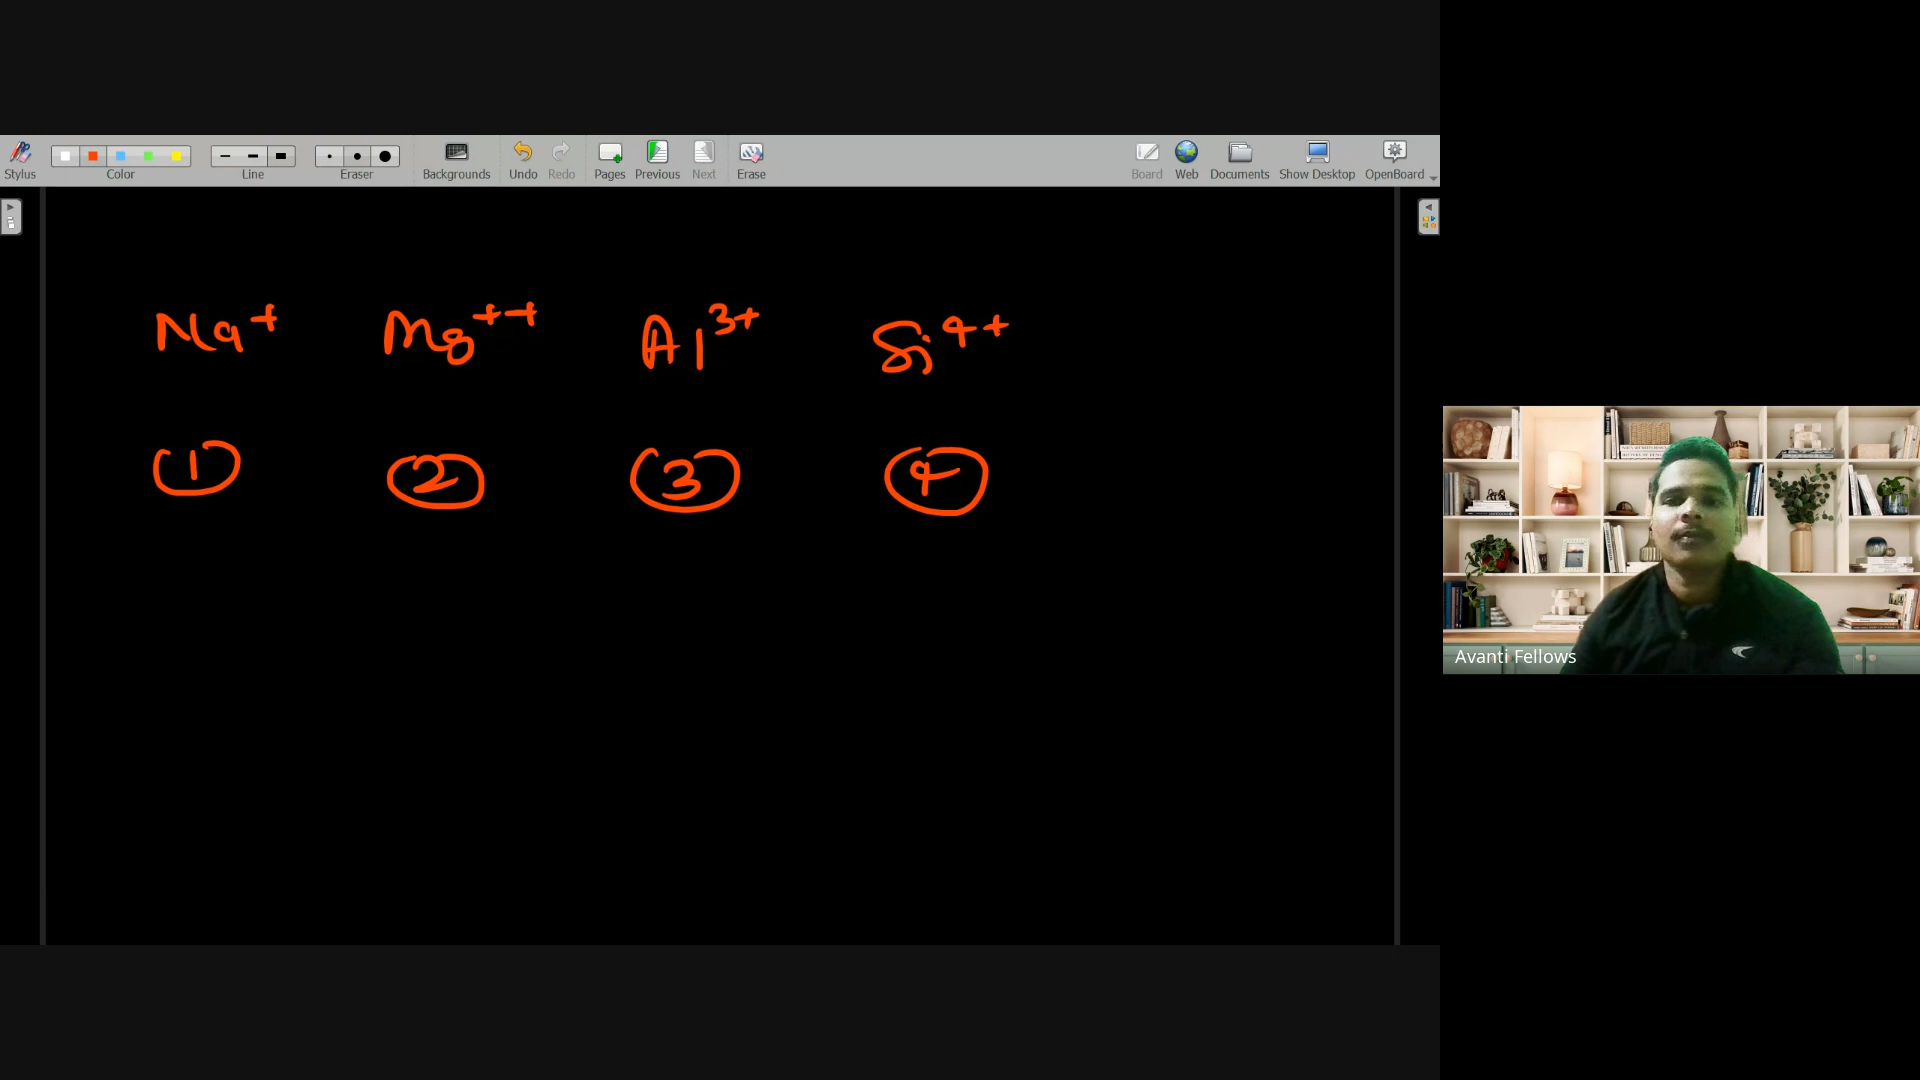 Stylus Color Line Eraser Backgrounds Undo Redo Pages Previous Next Erase Board Web Documents Show Desktop OpenBoard
Na+ Mg++ Al3+ Si4+
1 2 3 4
Avanti Fellows